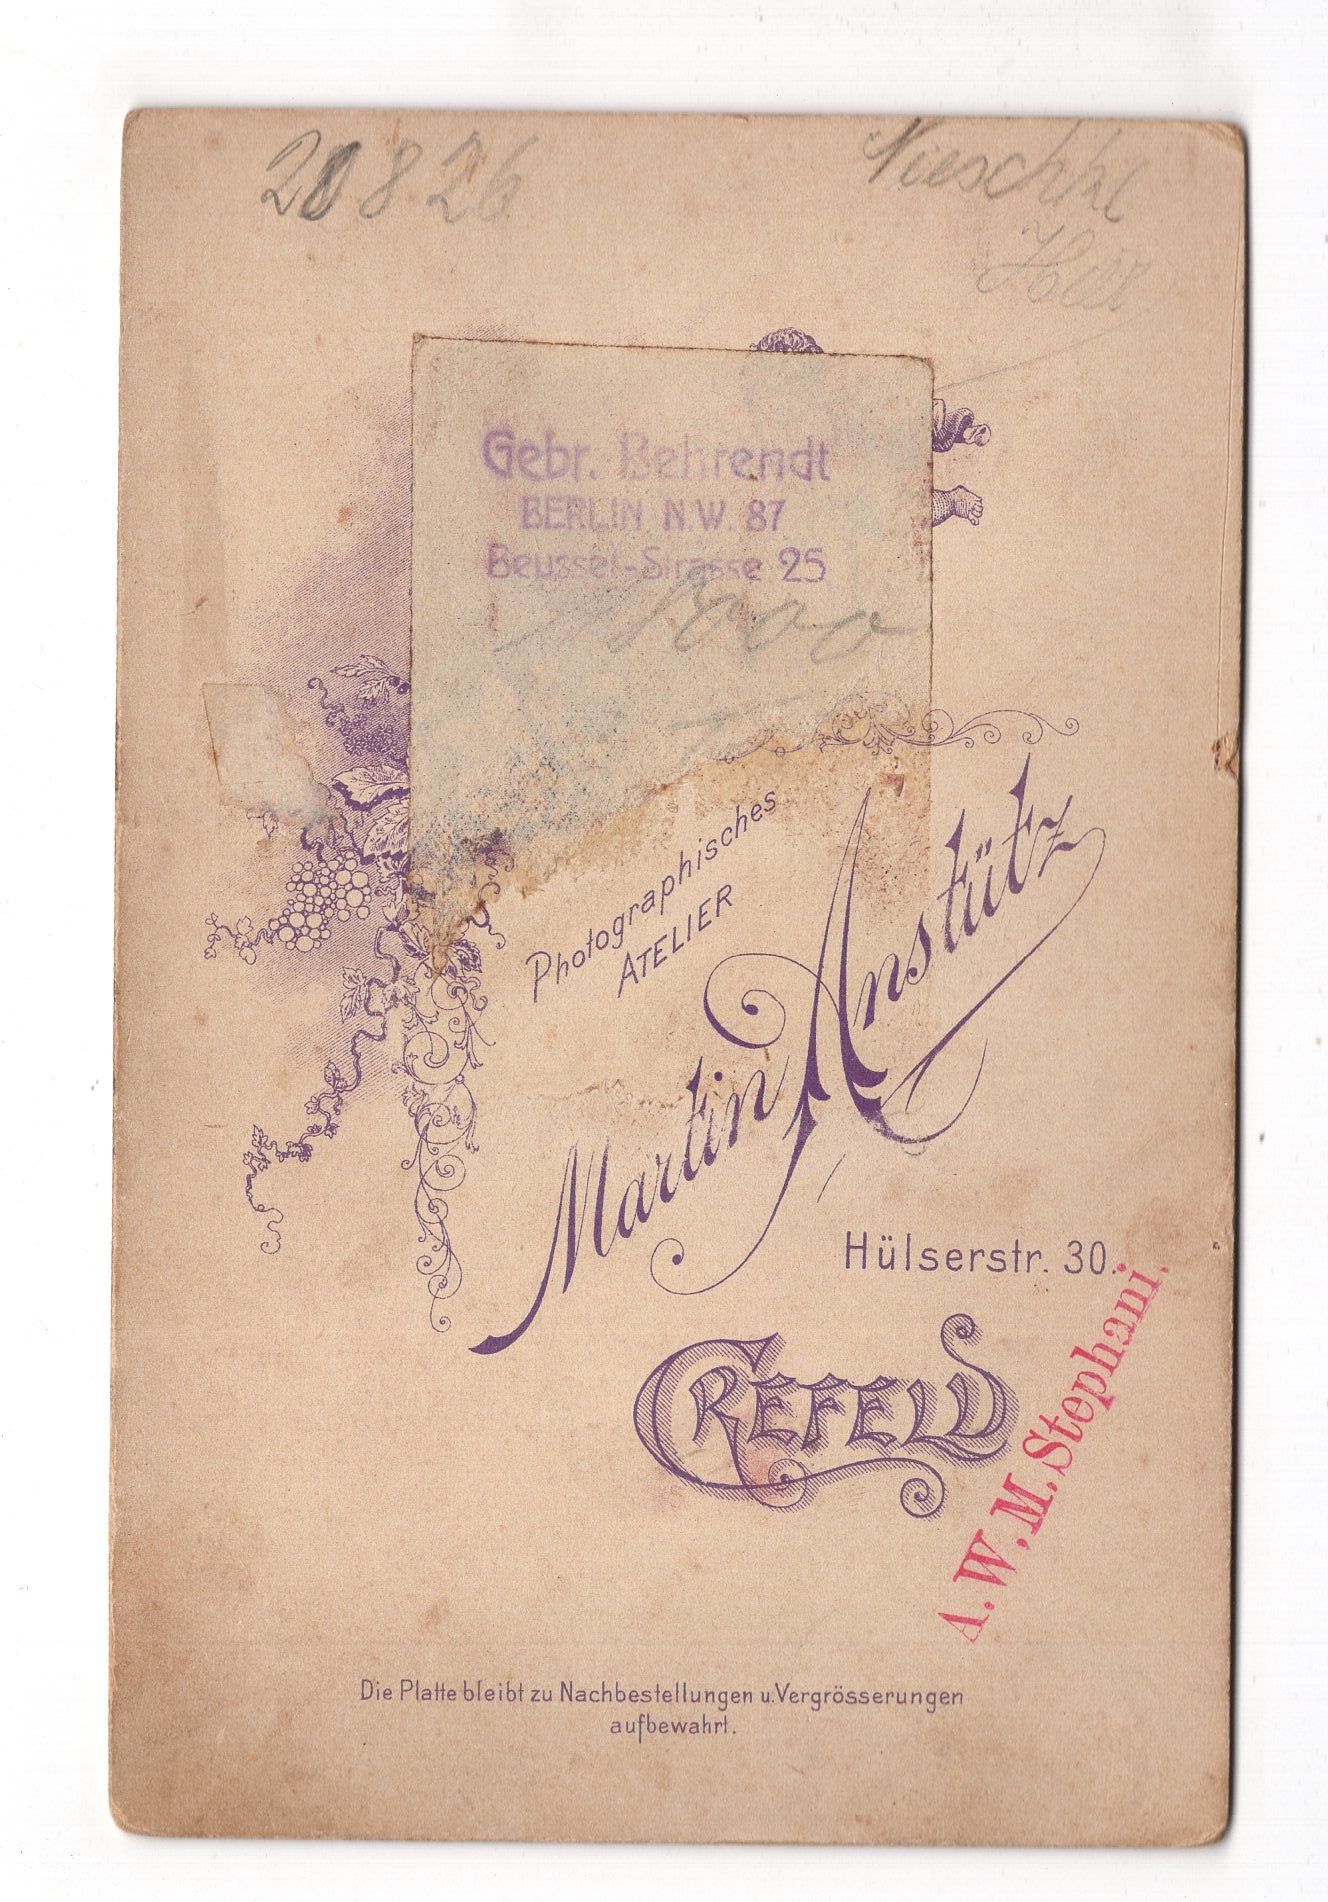 20826
Gebr. Behrendt
BERLIN N.W. 87
Beussel-Strasse 25
Photographisches
ATELIER
Martin Anstütz
Hülserstr. 30.
CREFELD
A. W. M. Stephani.
Die Platte bleibt zu Nachbestellungen u. Vergrösserungen
aufbewahrt.